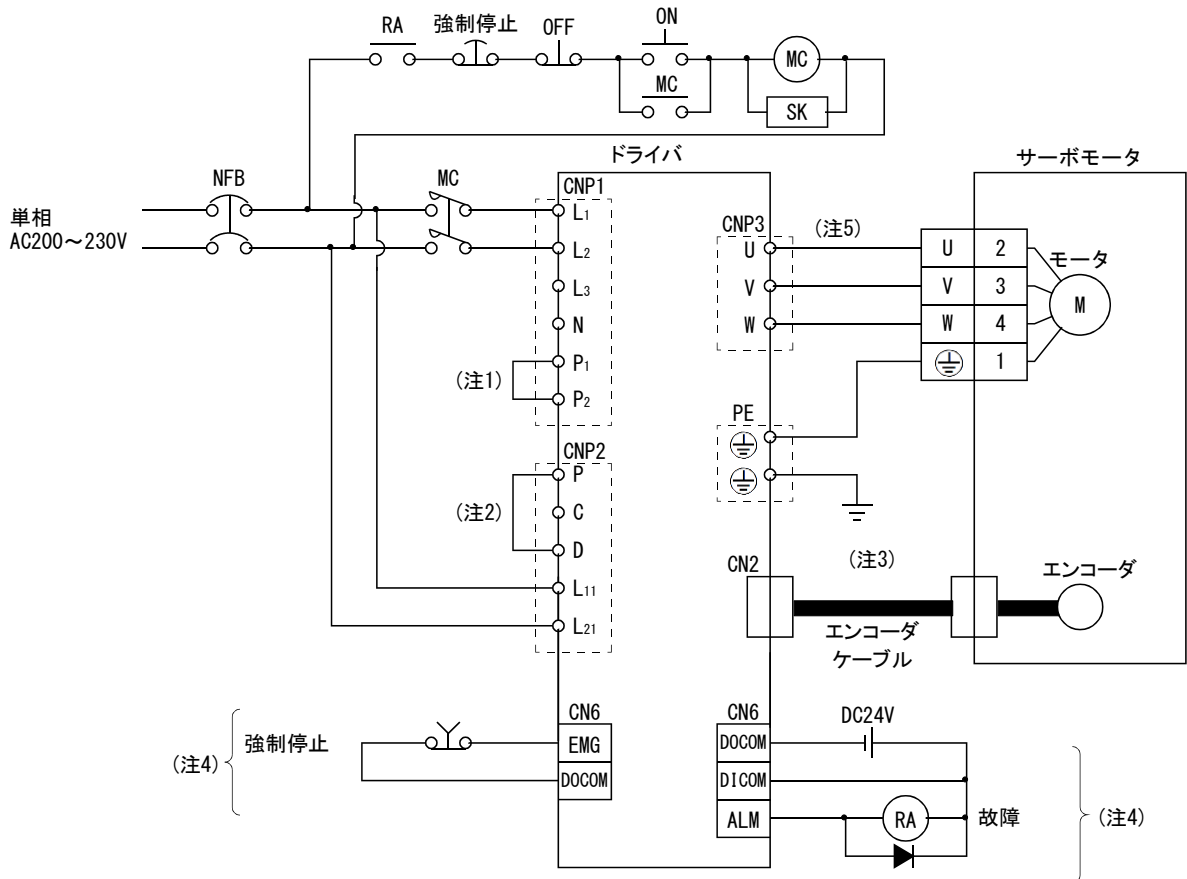 RA
強制停止
OFF
ON
MC
MC
SK
ドライバ
サーボモータ
NFB
MC
単相
AC200～230V
CNP1
L1
L2
L3
N
P1
P2
(注1)
CNP2
P
C
D
L11
L21
(注2)
CNP3
U
V
W
(注5)
U 2
V 3
W 4
1
モータ
M
PE
CN2
(注3)
エンコーダ
ケーブル
エンコーダ
(注4)
強制停止
CN6
EMG
DOCOM
CN6
DOCOM
DICOM
ALM
DC24V
RA
故障
(注4)